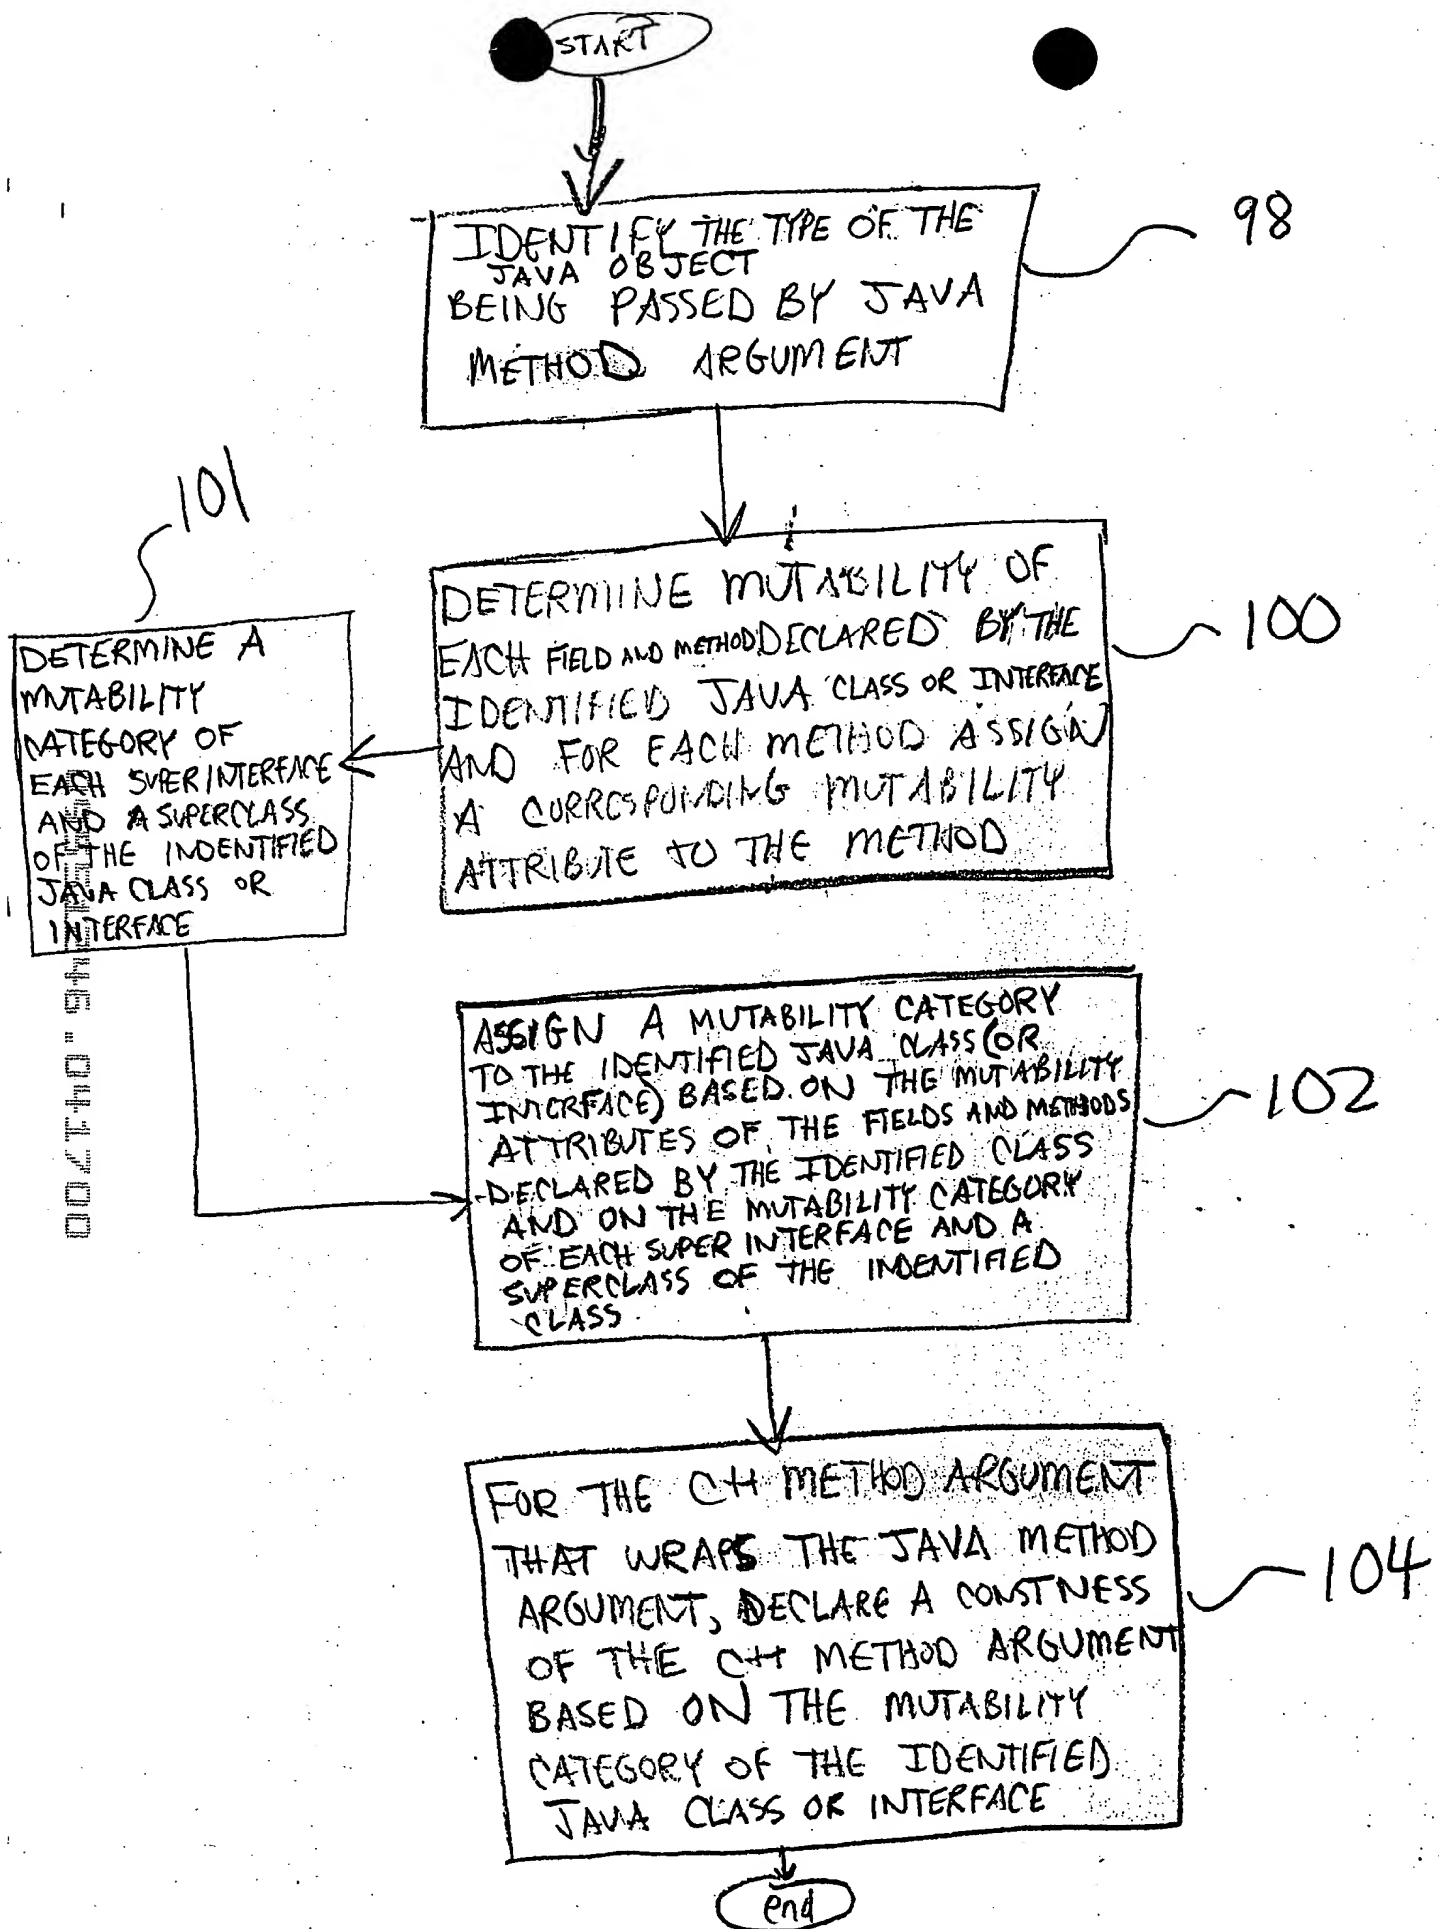 START
IDENTIFY THE TYPE OF THE
JAVA OBJECT
BEING PASSED BY JAVA
METHOD ARGUMENT
98
101
DETERMINE MUTABILITY OF
EACH FIELD AND METHOD DECLARED BY THE
IDENTIFIED JAVA CLASS OR INTERFACE
AND FOR EACH METHOD ASSIGN
A CORRESPONDING MUTABILITY
ATTRIBUTE TO THE METHOD
100
DETERMINE A
MUTABILITY
CATEGORY OF
EACH SUPERINTERFACE
AND A SUPERCLASS
OF THE INDENTIFIED
JAVA CLASS OR
INTERFACE
ASSIGN A MUTABILITY CATEGORY
TO THE IDENTIFIED JAVA CLASS (OR
INTERFACE) BASED ON THE MUTABILITY
ATTRIBUTES OF THE FIELDS AND METHODS
DECLARED BY THE IDENTIFIED CLASS
AND ON THE MUTABILITY CATEGORY
OF EACH SUPER INTERFACE AND A
SUPERCLASS OF THE INDENTIFIED
CLASS
102
FOR THE C++ METHOD ARGUMENT
THAT WRAPS THE JAVA METHOD
ARGUMENT, DECLARE A CONSTNESS
OF THE C++ METHOD ARGUMENT
BASED ON THE MUTABILITY
CATEGORY OF THE IDENTIFIED
JAVA CLASS OR INTERFACE
104
end